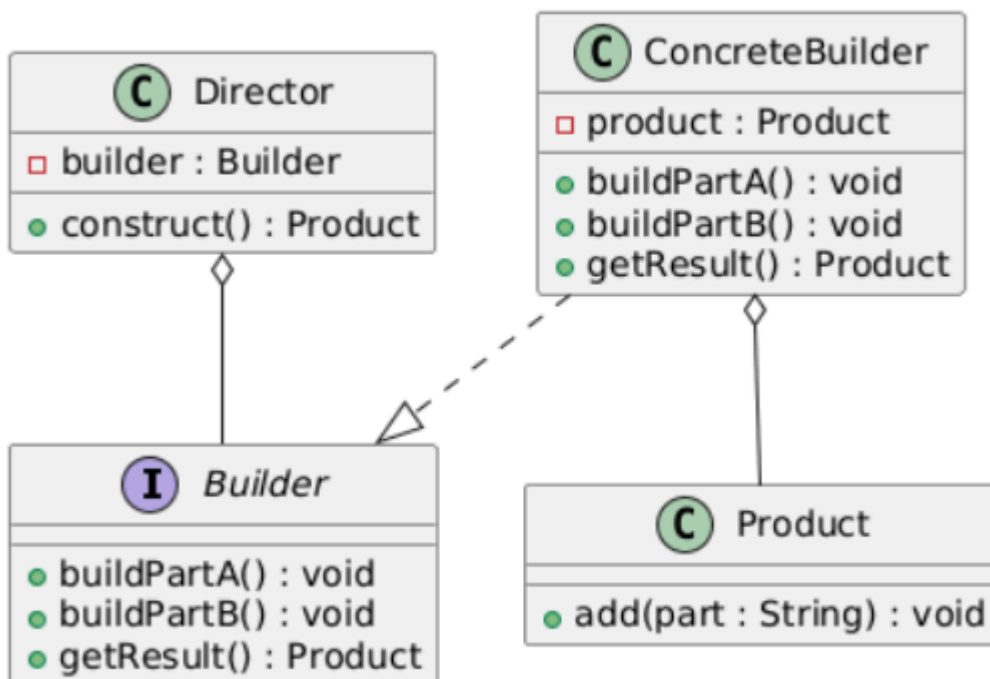 C Director
builder : Builder
construct() : Product
C ConcreteBuilder
product : Product
buildPartA() : void
buildPartB() : void
getResult() : Product
I Builder
buildPartA() : void
buildPartB() : void
getResult() : Product
C Product
add(part : String) : void